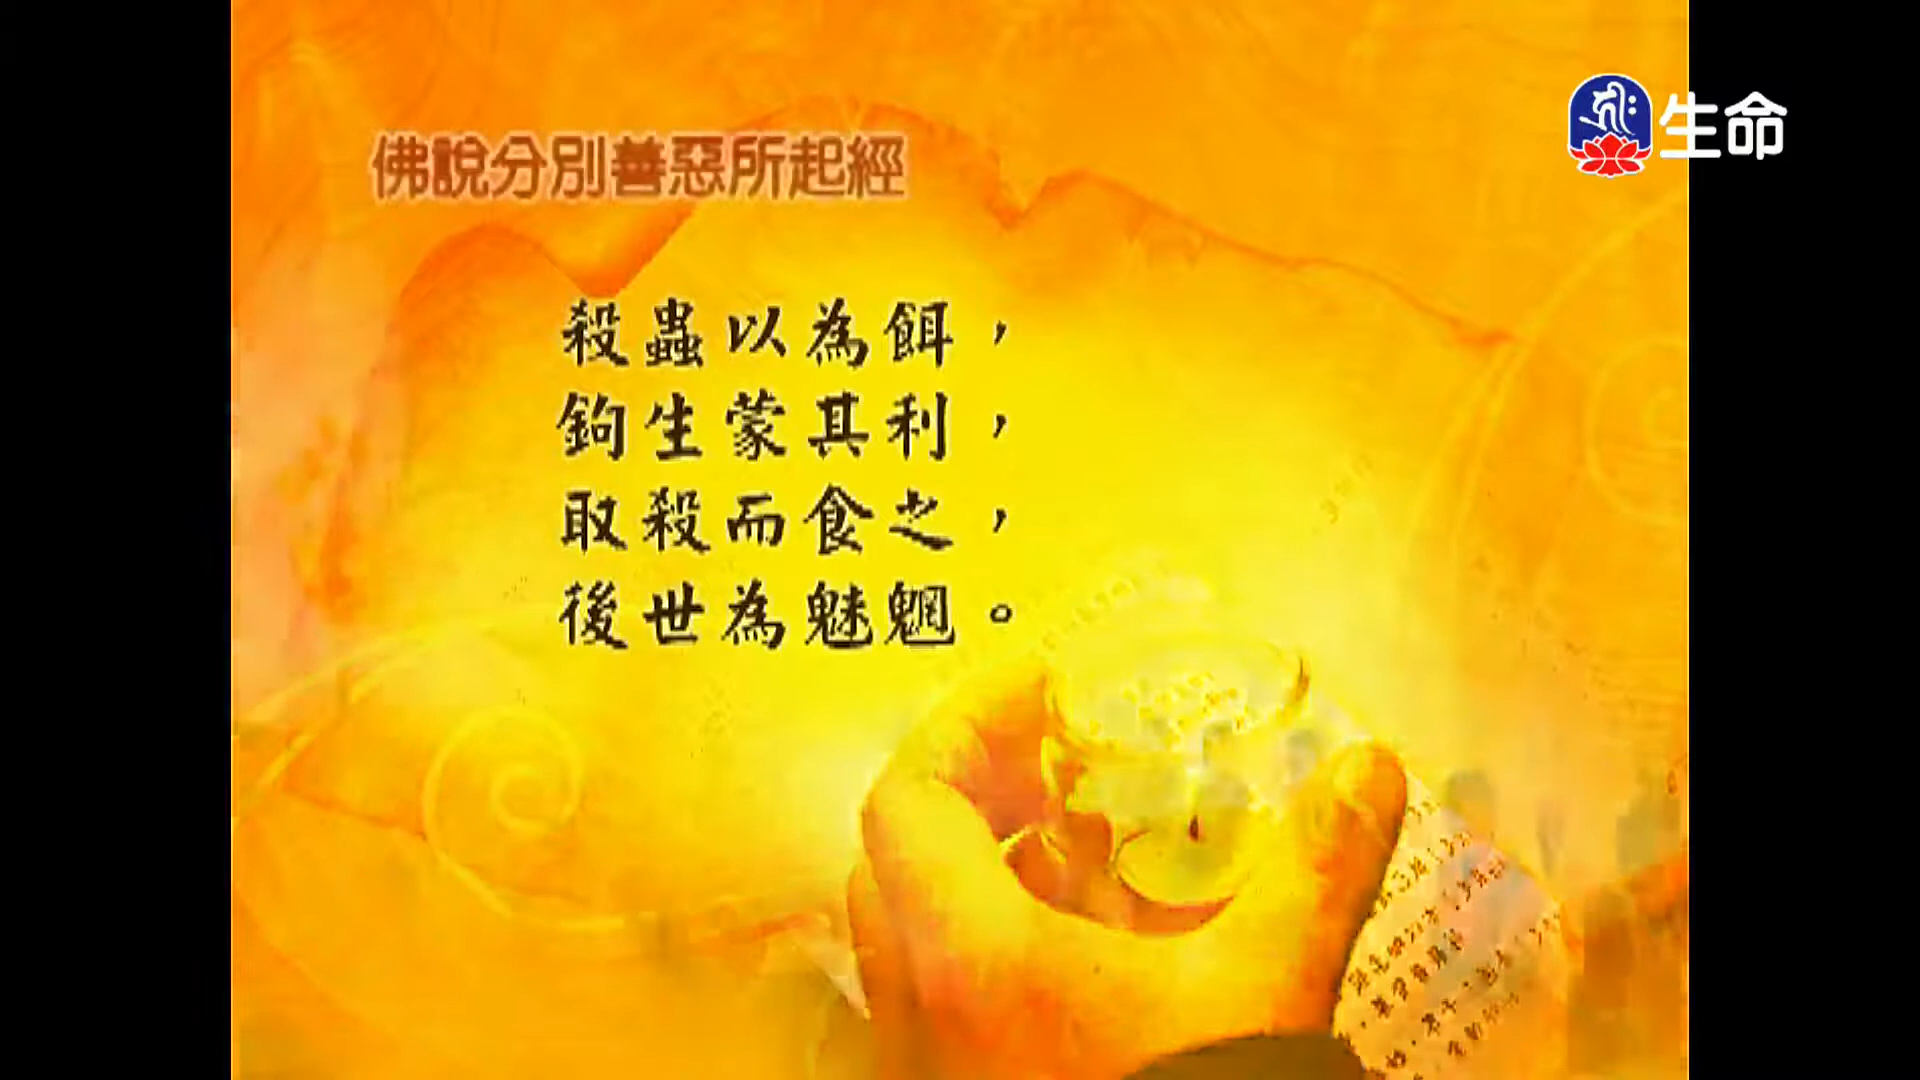 佛說分別善惡所起經
生命
殺蟲以為餌，
鉤生蒙其利，
取殺而食之，
後世為魅魍。